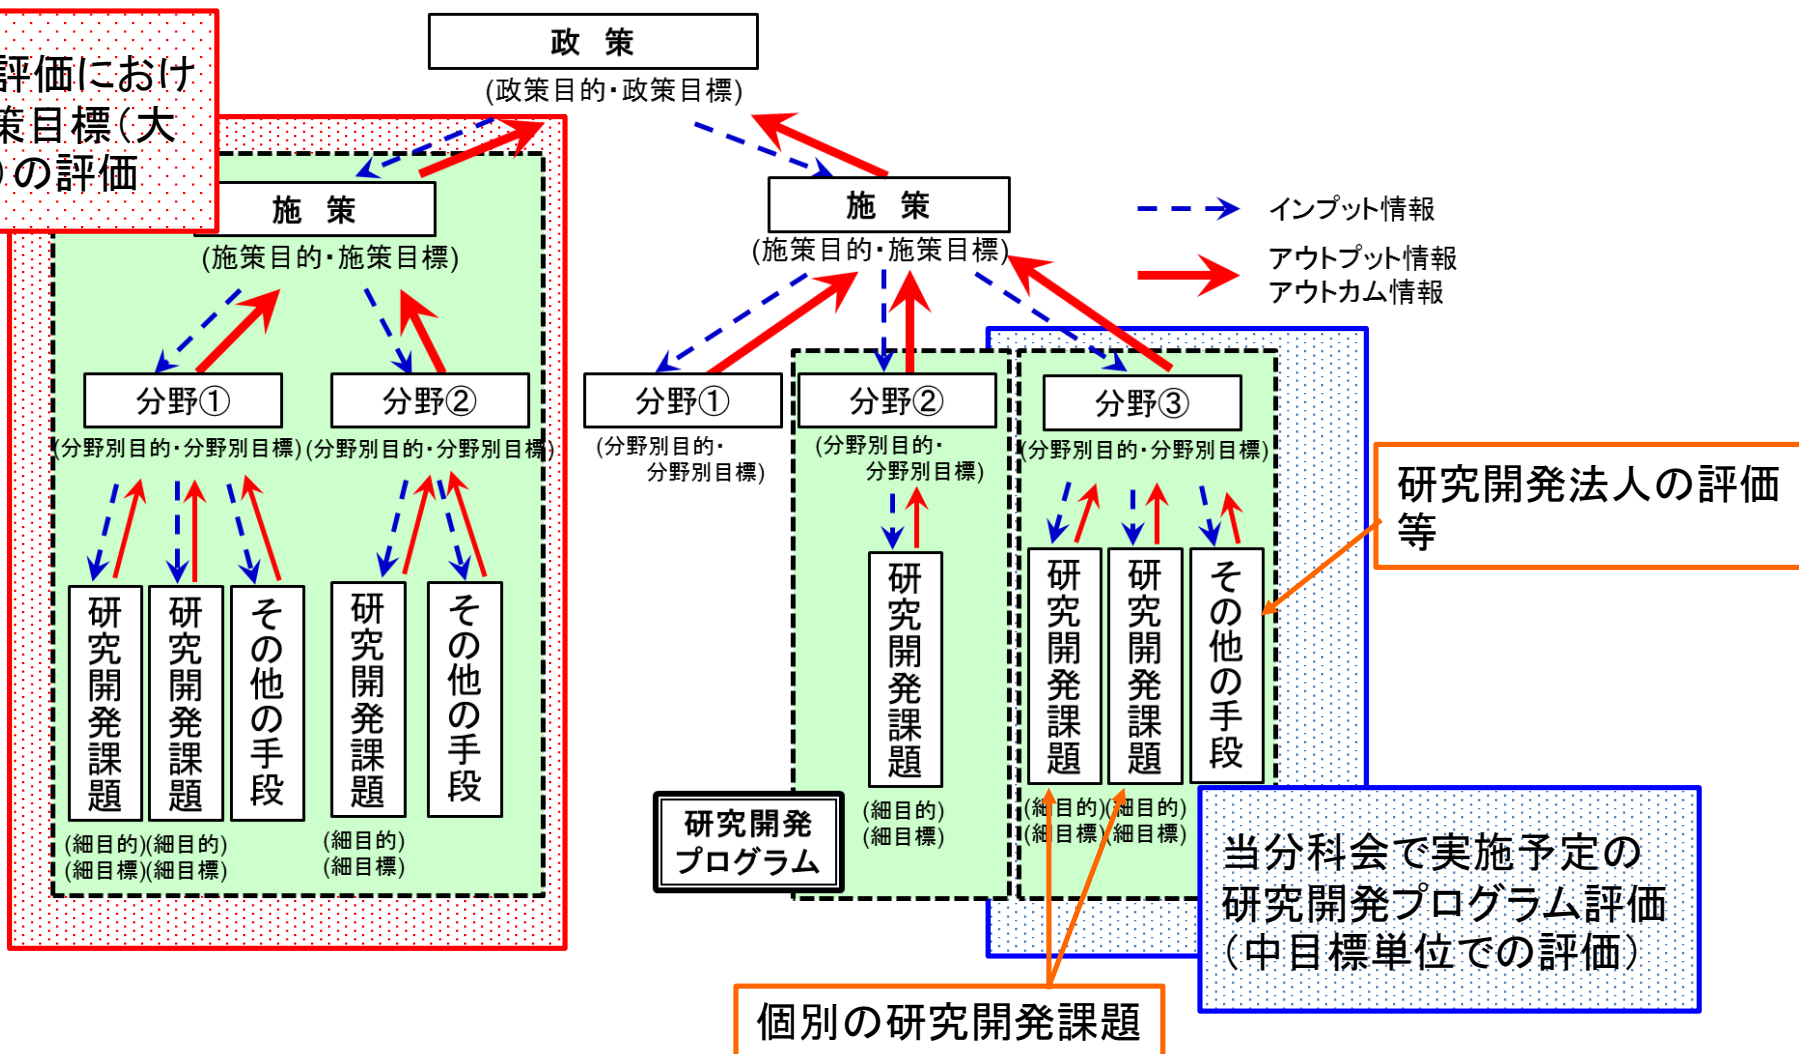 政 策
(政策目的・政策目標)
評価におけ
策目標(大
の評価
施 策
(施策目的・施策目標)
施 策
(施策目的・施策目標)
インプット情報
アウトプット情報
アウトカム情報
分野①
(分野別目的・分野別目標)
分野②
(分野別目的・分野別目標)
分野①
(分野別目的・
分野別目標)
分野②
(分野別目的・
分野別目標)
分野③
(分野別目的・分野別目標)
研究開発法人の評価
等
研究開発課題
研究開発課題
その他の手段
研究開発課題
その他の手段
研究開発課題
研究開発課題
研究開発課題
その他の手段
(細目的)(細目的)
(細目標)(細目標)
(細目的)
(細目標)
研究開発
プログラム
(細目的)
(細目標)
(細目的)(細目的)
(細目標)(細目標)
当分科会で実施予定の
研究開発プログラム評価
(中目標単位での評価)
個別の研究開発課題